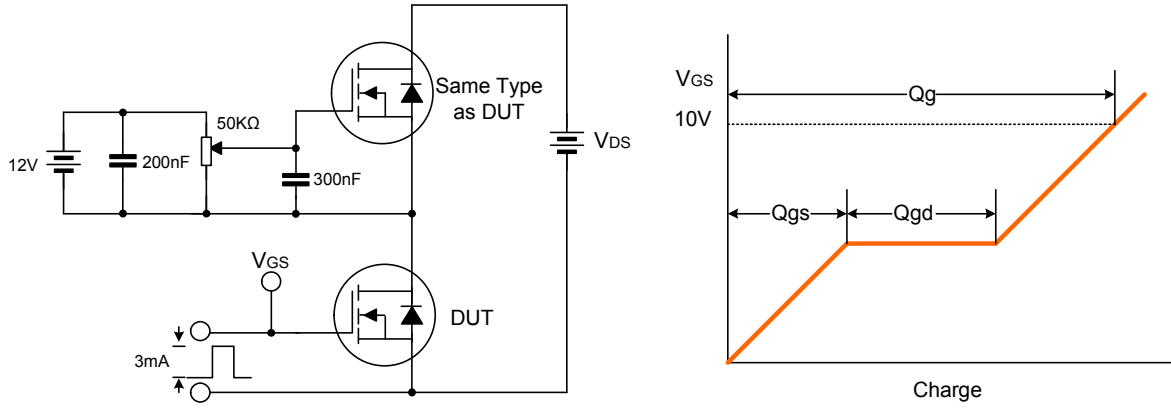 12V
200nF
50KΩ
300nF
Same Type
as DUT
VDS
VGS
3mA
DUT
VGS
10V
Qg
Qgs
Qgd
Charge